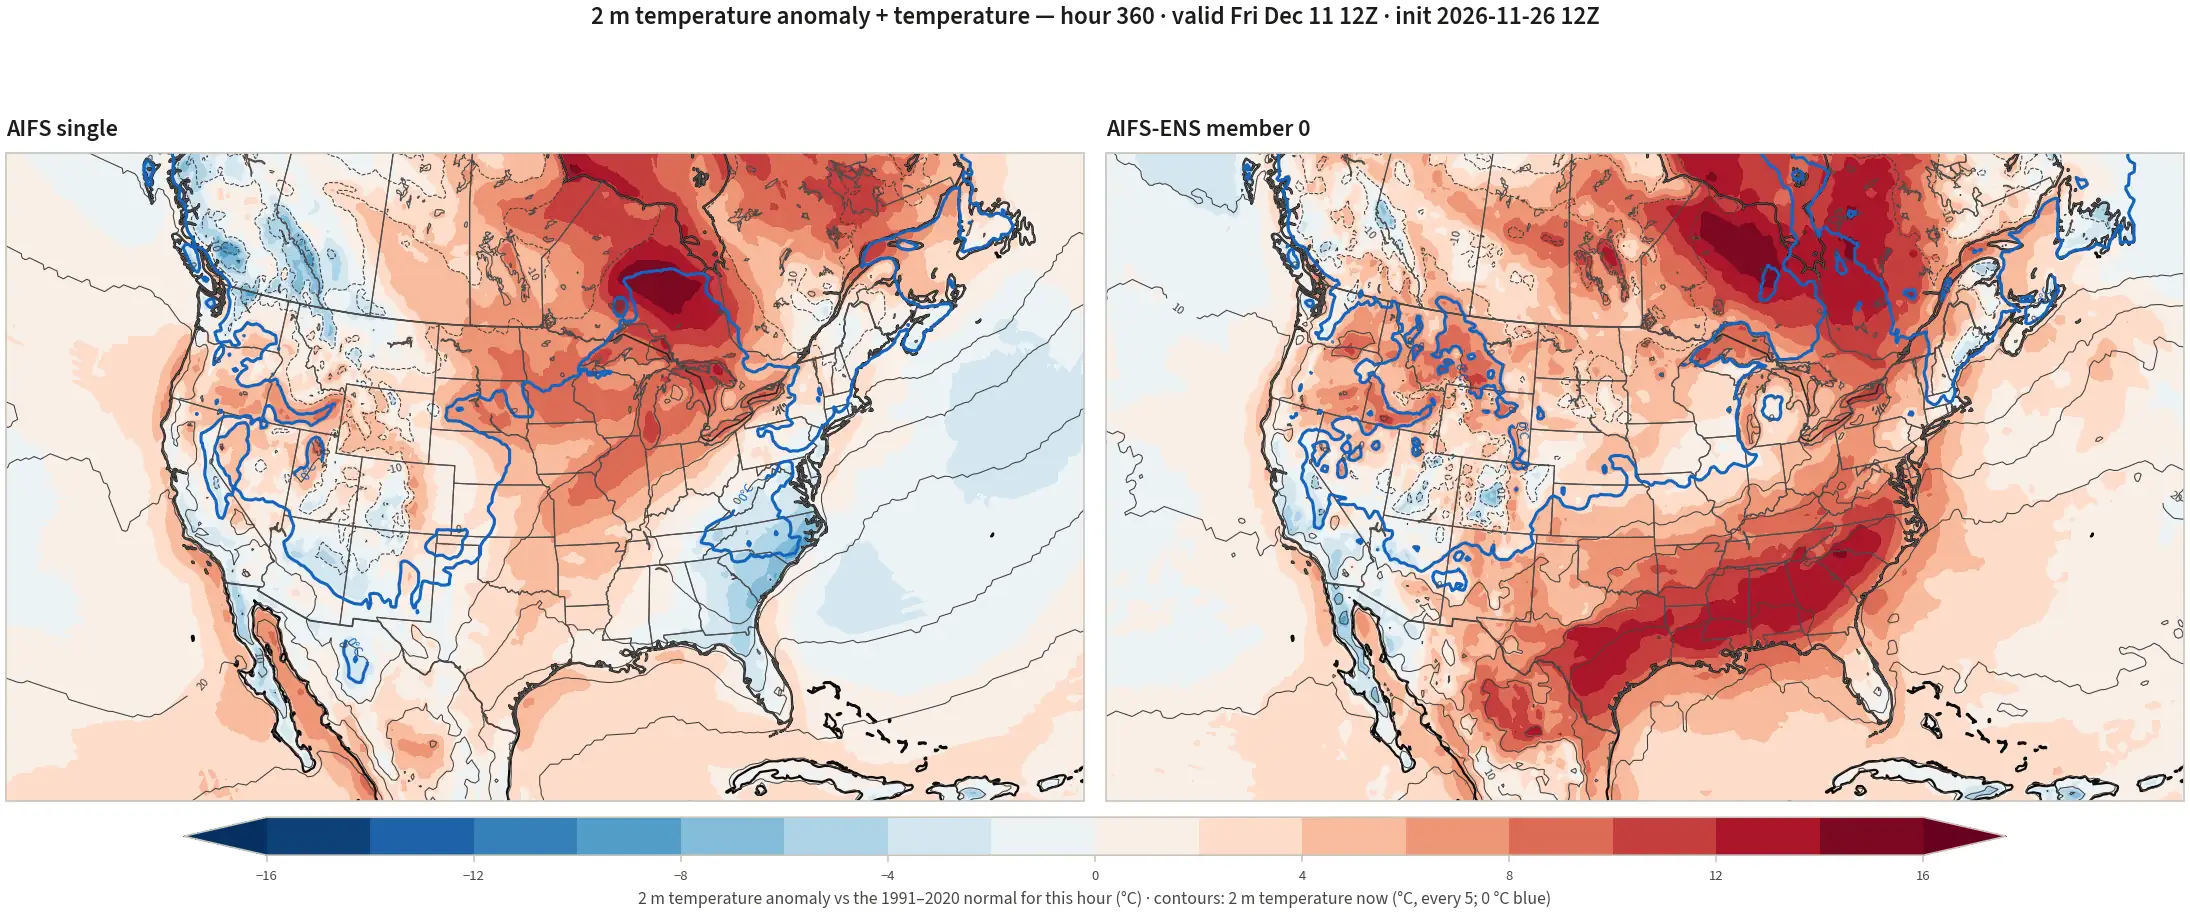 2 m temperature anomaly + temperature — hour 360 · valid Fri Dec 11 12Z · init 2026-11-26 12Z
AIFS single
AIFS-ENS member 0
−16
−12
−8
−4
0
4
8
12
16
2 m temperature anomaly vs the 1991–2020 normal for this hour (°C) · contours: 2 m temperature now (°C, every 5; 0 °C blue)